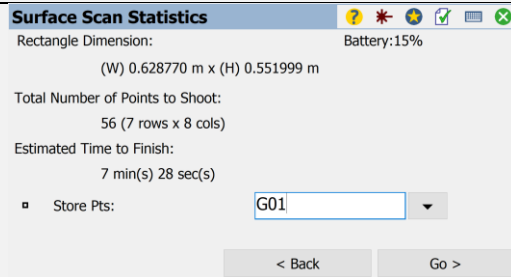 Surface Scan Statistics
Rectangle Dimension: Battery:15%
(W) 0.628770 m x (H) 0.551999 m
Total Number of Points to Shoot:
56 (7 rows x 8 cols)
Estimated Time to Finish:
7 min(s) 28 sec(s)
Store Pts: G01
< Back Go >